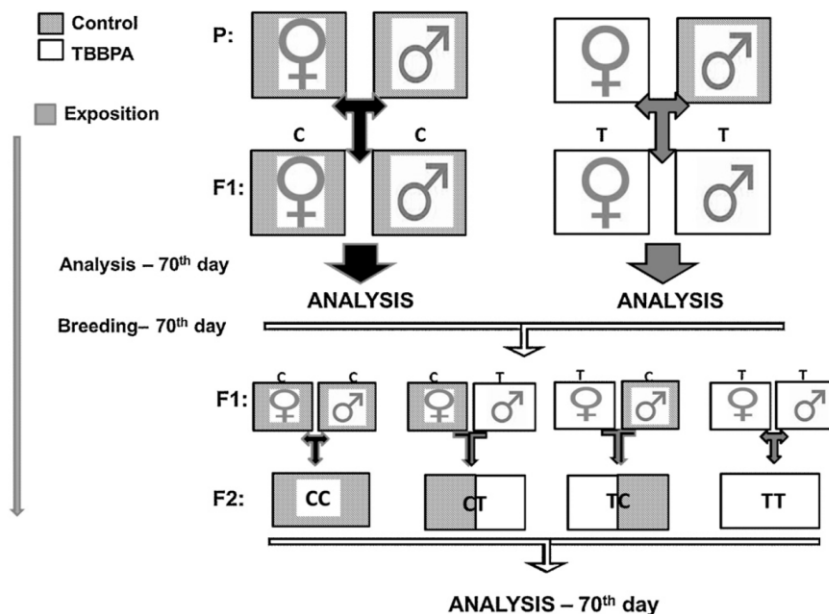 Control
TBBPA
Exposition
P:
C C T T
F1:
Analysis – 70th day
ANALYSIS ANALYSIS
Breeding– 70th day
C C C T T C T T
F1:
F2: CC CT TC TT
ANALYSIS – 70th day